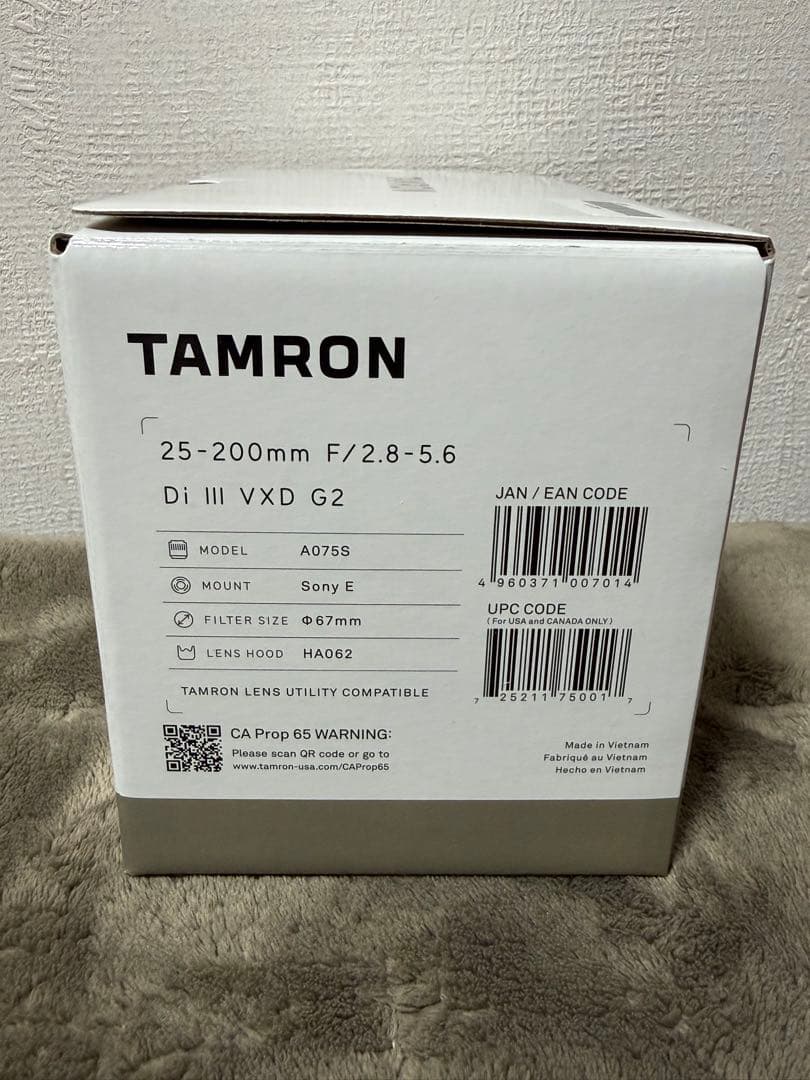 TAMRON
25-200mm F/2.8-5.6
Di III VXD G2
MODEL A075S
MOUNT Sony E
FILTER SIZE Φ67mm
LENS HOOD HA062
TAMRON LENS UTILITY COMPATIBLE
JAN / EAN CODE
4 960371 007014
UPC CODE
(For USA and CANADA ONLY)
7 25211 75001 7
CA Prop 65 WARNING:
Please scan QR code or go to
www.tamron-usa.com/CAProp65
Made in Vietnam
Fabriqué au Vietnam
Hecho en Vietnam